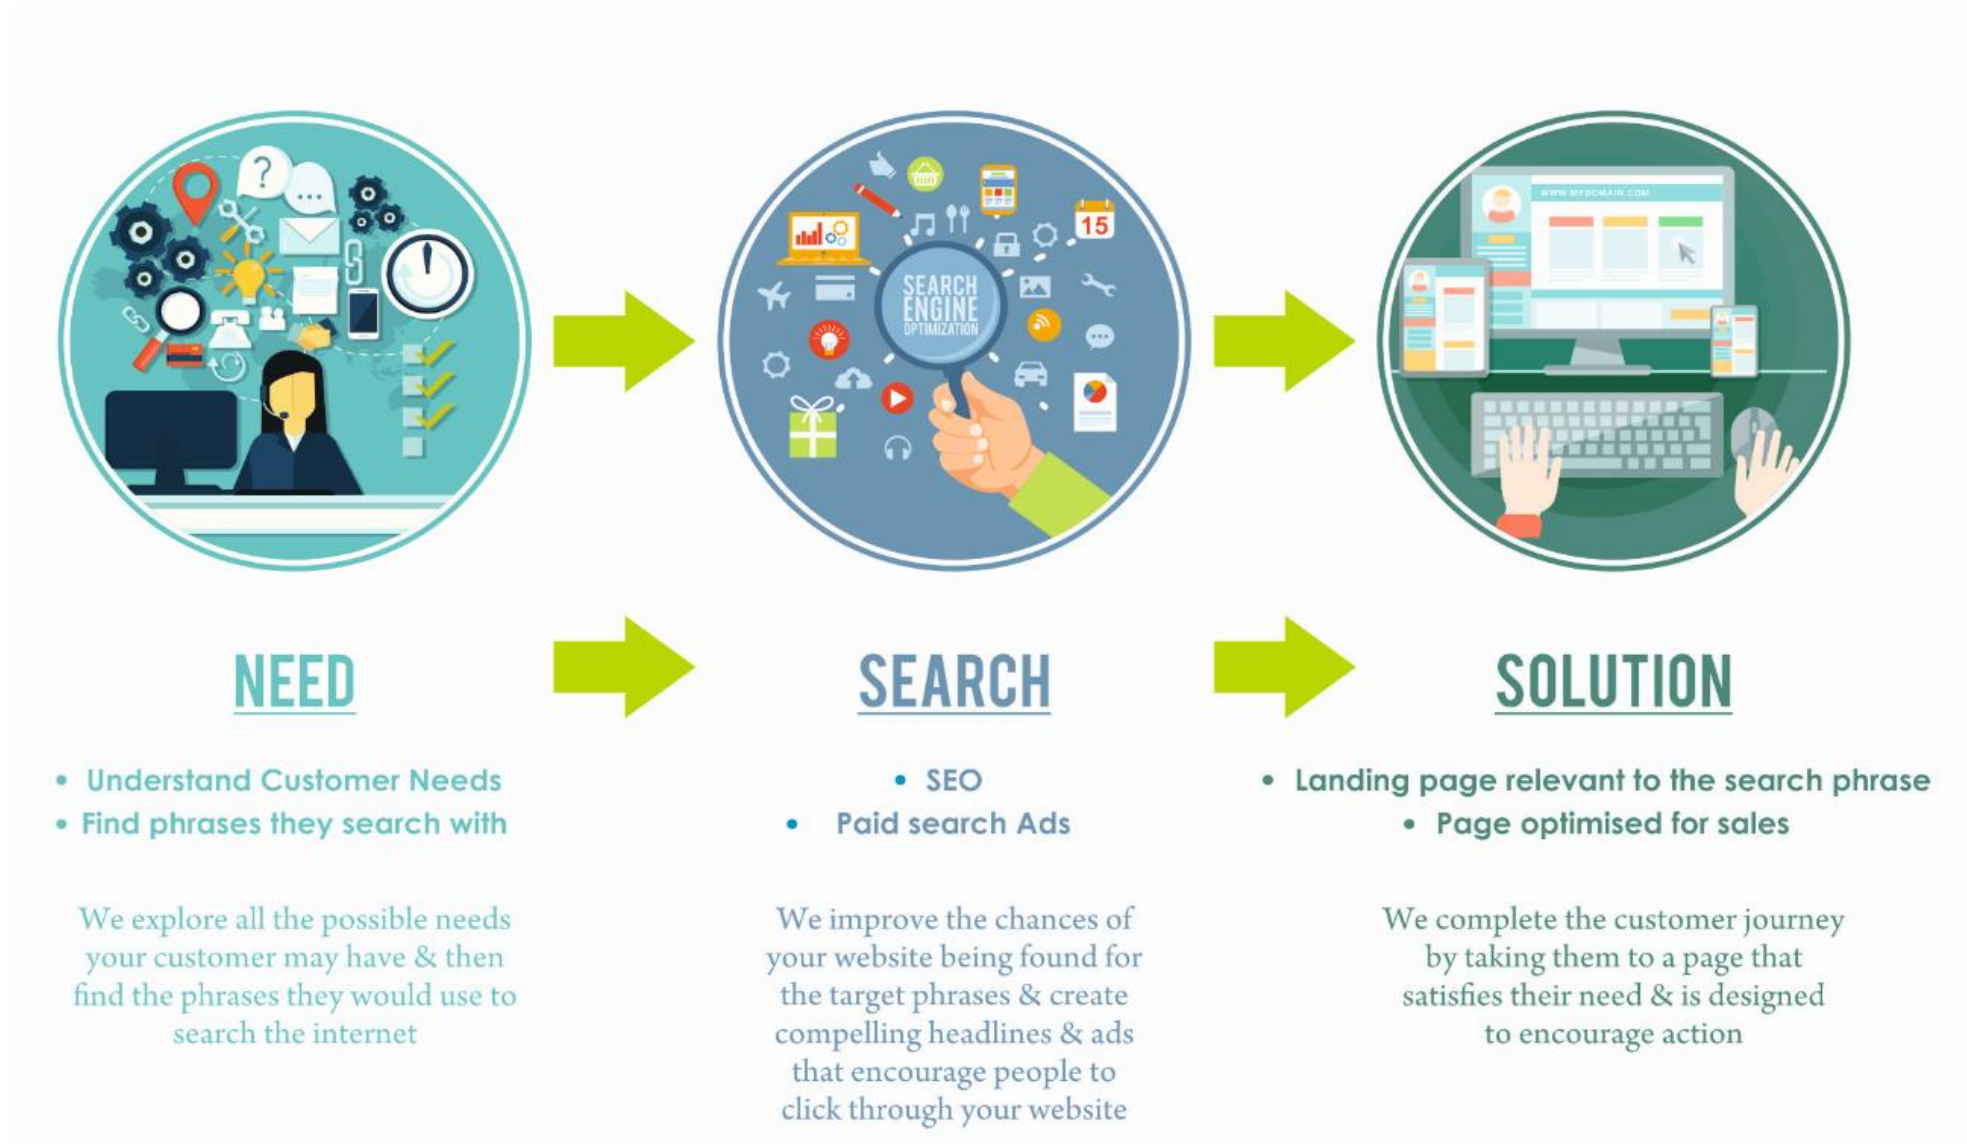 ?
...
15
SEARCH
ENGINE
OPTIMIZATION
WWW.MYDOMAIN.COM
NEED
SEARCH
SOLUTION
• Understand Customer Needs
• Find phrases they search with
• SEO
• Paid search Ads
• Landing page relevant to the search phrase
• Page optimised for sales
We explore all the possible needs
your customer may have & then
find the phrases they would use to
search the internet
We improve the chances of
your website being found for
the target phrases & create
compelling headlines & ads
that encourage people to
click through your website
We complete the customer journey
by taking them to a page that
satisfies their need & is designed
to encourage action